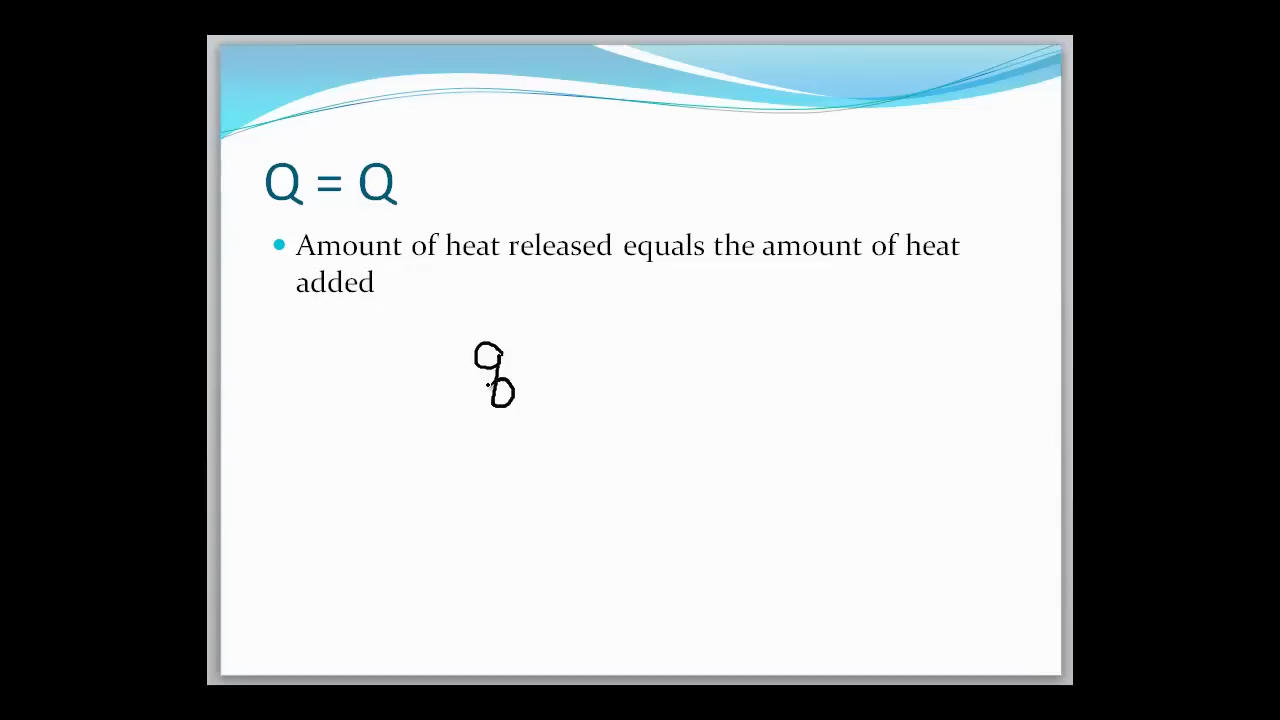 Q = Q
Amount of heat released equals the amount of heat
added